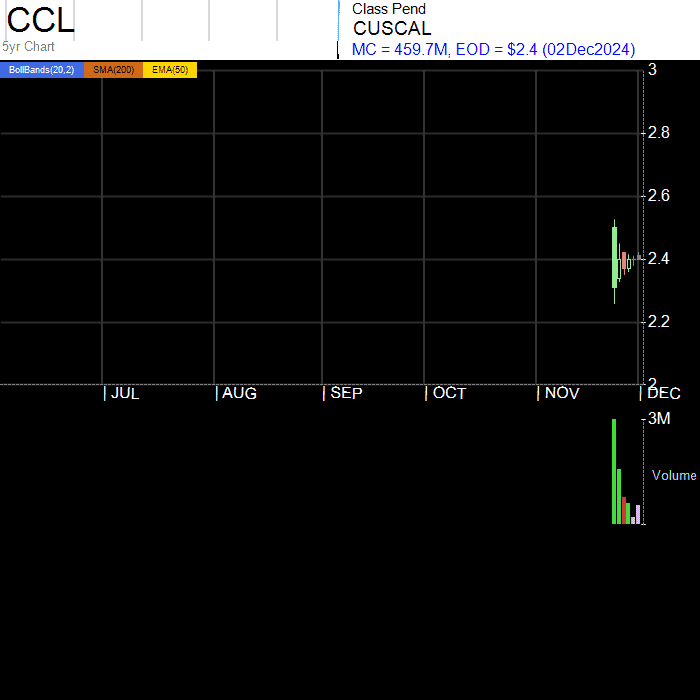 CCL
5yr Chart
Class Pend
CUSCAL
MC = 459.7M, EOD = $2.4 (02Dec2024)
BollBands(20,2) SMA(200) EMA(50)
3
2.8
2.6
2.4
2.2
2
JUL AUG SEP OCT NOV DEC
3M
Volume